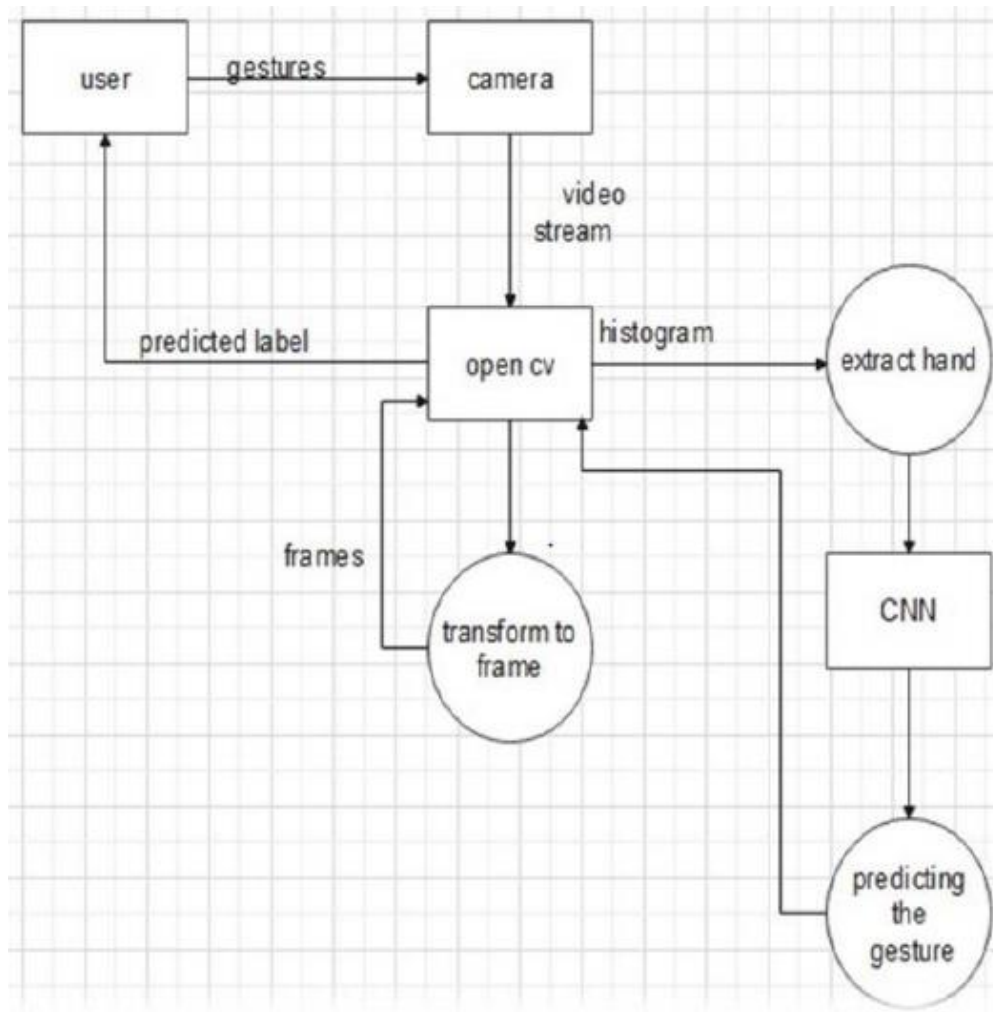 user
gestures
camera
video
stream
predicted label
open cv
histogram
extract hand
frames
transform to
frame
CNN
predicting
the
gesture